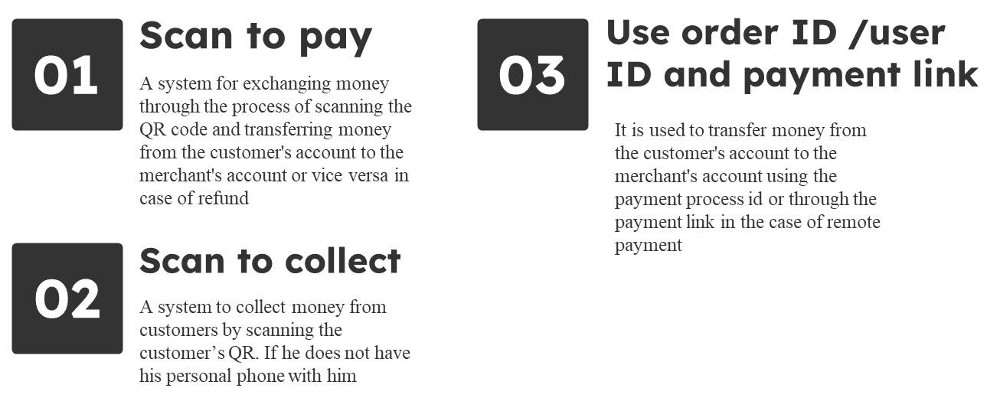 01
Scan to pay
A system for exchanging money
through the process of scanning the
QR code and transferring money
from the customer's account to the
merchant's account or vice versa in
case of refund
02
Scan to collect
A system to collect money from
customers by scanning the
customer’s QR. If he does not have
his personal phone with him
03
Use order ID /user
ID and payment link
It is used to transfer money from
the customer's account to the
merchant's account using the
payment process id or through the
payment link in the case of remote
payment